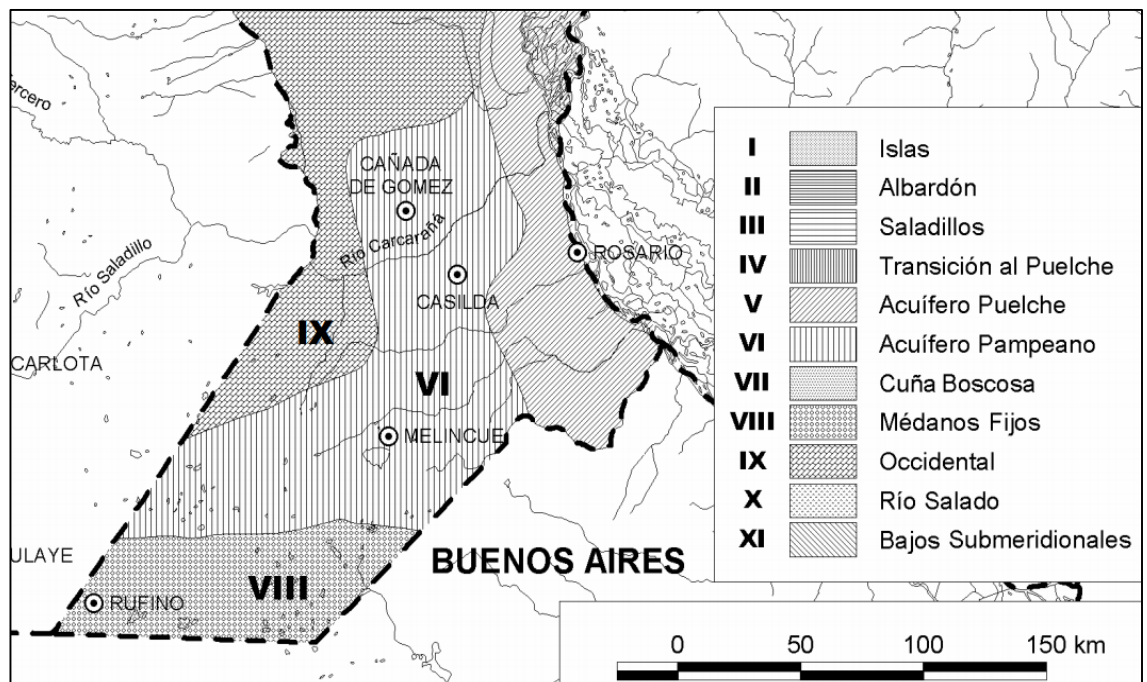 ercero
CAÑADA
DE GOMEZ
Río Carcarañá
ROSARIO
Río Saladillo
CASILDA
IX
CARLOTA
VI
MELINCUE
ULAYE
BUENOS AIRES
VIII
RUFINO
I Islas
II Albardón
III Saladillos
IV Transición al Puelche
V Acuífero Puelche
VI Acuífero Pampeano
VII Cuña Boscosa
VIII Médanos Fijos
IX Occidental
X Río Salado
XI Bajos Submeridionales
0 50 100 150 km